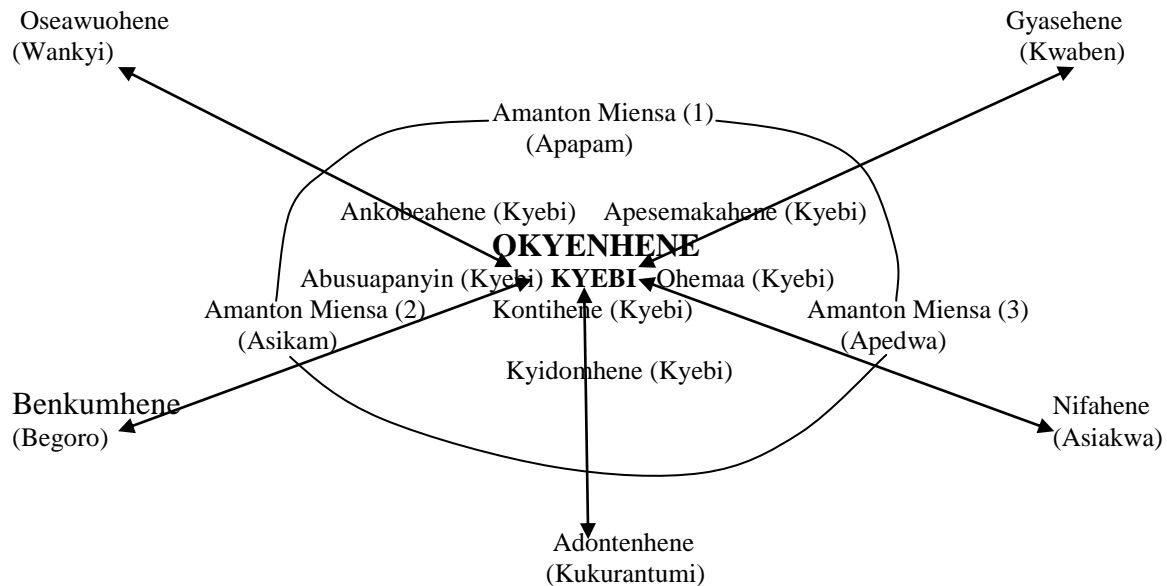 Oseawuohene
(Wankyi)
Gyasehene
(Kwaben)
Amanton Miensa (1)
(Apapam)
Ankobeahene (Kyebi)
Apesemakahene (Kyebi)
OKYENHENE
Abusuapanyin (Kyebi)
KYEBI
Ohemaa (Kyebi)
Amanton Miensa (2)
(Asikam)
Kontihene (Kyebi)
Amanton Miensa (3)
(Apedwa)
Kyidomhene (Kyebi)
Benkumhene
(Begoro)
Nifahene
(Asiakwa)
Adontenhene
(Kukurantumi)